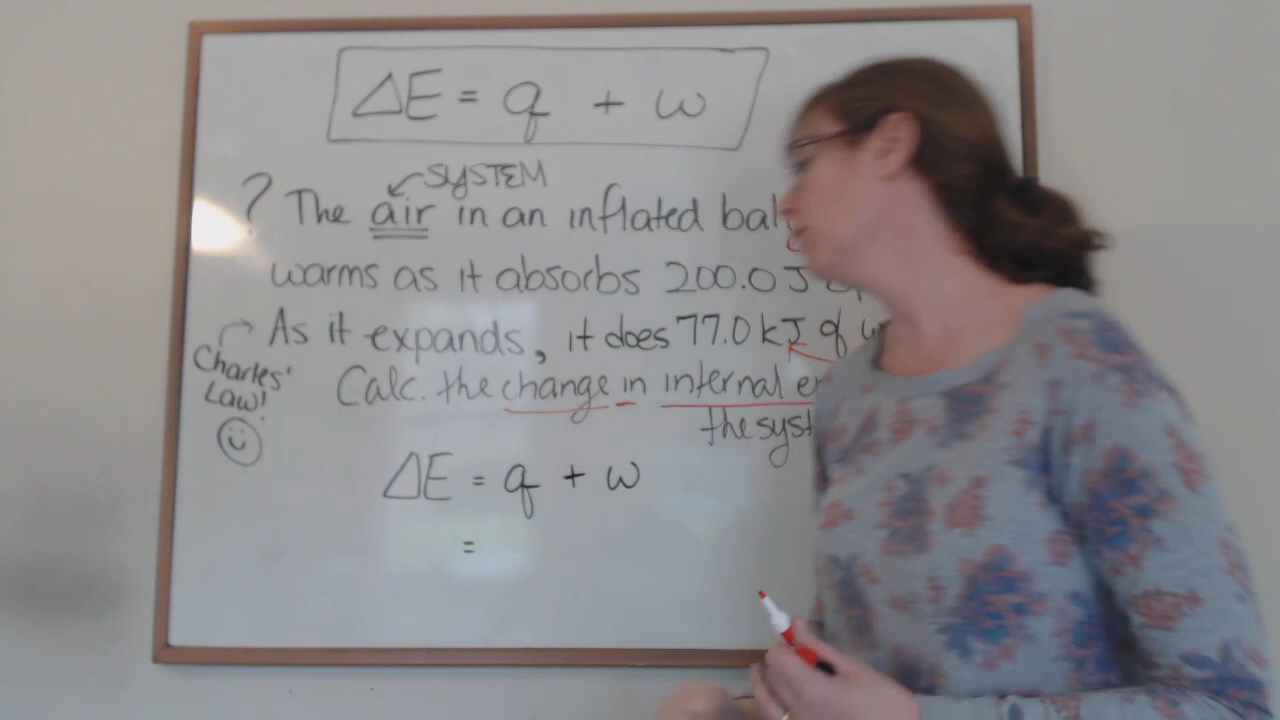 ΔE = q + w
SYSTEM
? The air in an inflated bal
warms as it absorbs 200.0 J
As it expands, it does 77.0 kJ of w
Charles'
Law!
Calc. the change in internal e
the syst
ΔE = q + w
=